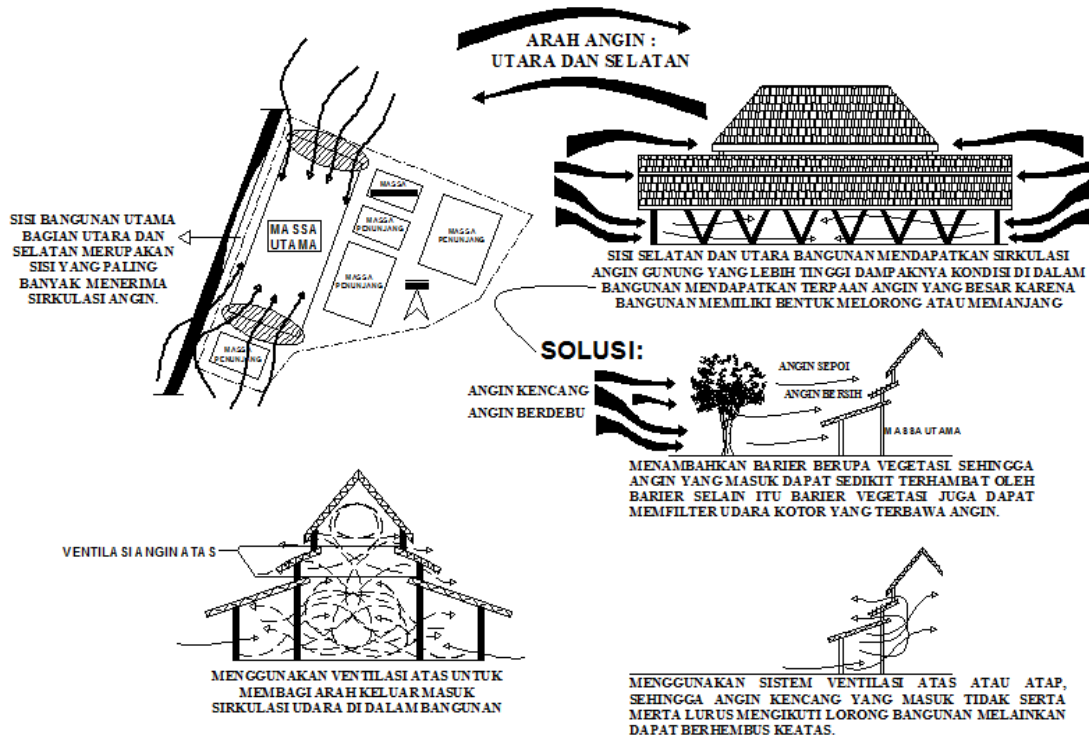 ARAH ANGIN :
UTARA DAN SELATAN
SISI BANGUNAN UTAMA
BAGIAN UTARA DAN
SELATAN MERUPAKAN
SISI YANG PALING
BANYAK MENERIMA
SIRKULASI ANGIN.
MASSA
UTAMA
MASSA
MASSA
PENUNJANG
MASSA
PENUNJANG
MASSA
PENUNJANG
MASSA
PENUNJANG
SISI SELATAN DAN UTARA BANGUNAN MENDAPATKAN SIRKULASI
ANGIN GUNUNG YANG LEBIH TINGGI DAMPAKNYA KONDISI DI DALAM
BANGUNAN MENDAPATKAN TERPAAN ANGIN YANG BESAR KARENA
BANGUNAN MEMILIKI BENTUK MELORONG ATAU MEMANJANG
SOLUSI:
ANGIN KENCANG
ANGIN BERDEBU
ANGIN SEPOI
ANGIN BERSIH
MASSA UTAMA
MENAMBAHKAN BARIER BERUPA VEGETASI. SEHINGGA
ANGIN YANG MASUK DAPAT SEDIKIT TERHAMBAT OLEH
BARIER SELAIN ITU BARIER VEGETASI JUGA DAPAT
MEMFILTER UDARA KOTOR YANG TERBAWA ANGIN.
VENTILASI ANGIN ATAS
MENGGUNAKAN VENTILASI ATAS UNTUK
MEMBAGI ARAH KELUAR MASUK
SIRKULASI UDARA DI DALAM BANGUNAN
MENGGUNAKAN SISTEM VENTILASI ATAS ATAU ATAP,
SEHINGGA ANGIN KENCANG YANG MASUK TIDAK SERTA
MERTA LURUS MENGIKUTI LORONG BANGUNAN MELAINKAN
DAPAT BERHEMBUS KEATAS.